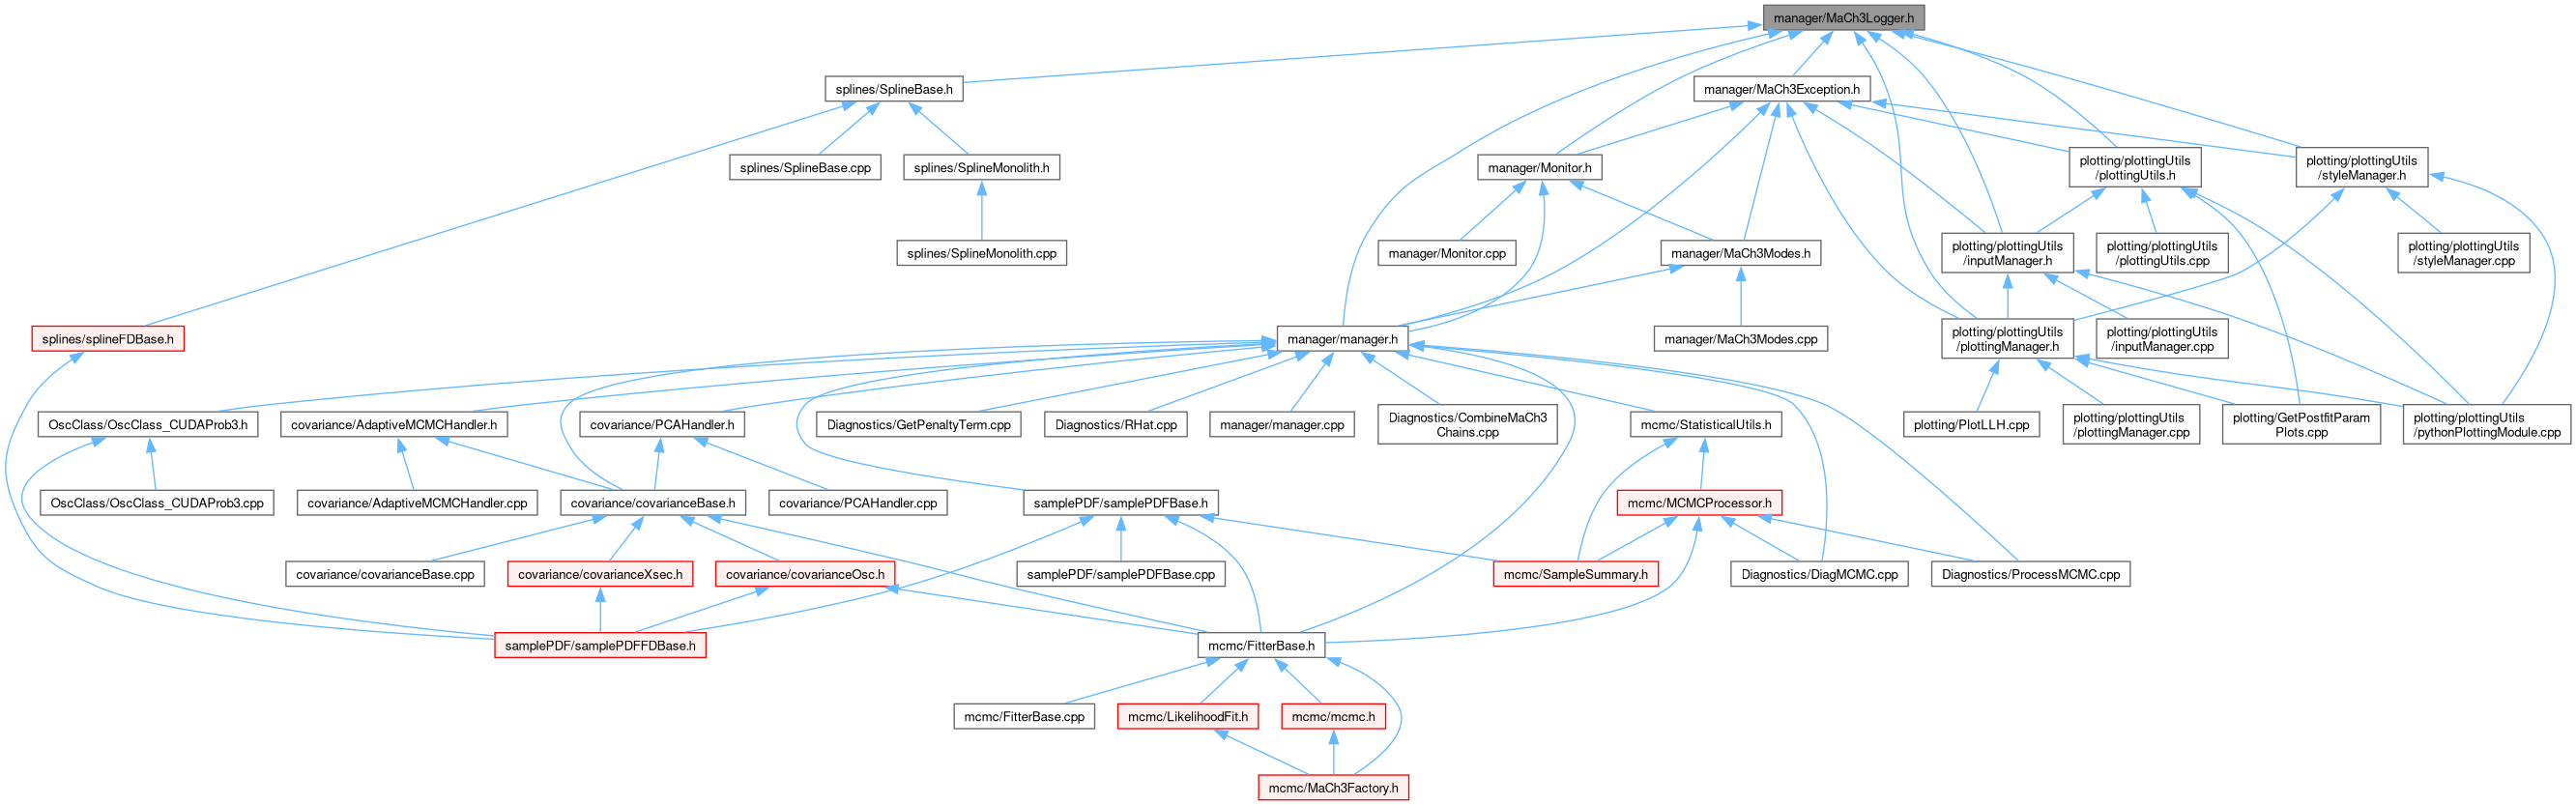 manager/MaCh3Logger.h
splines/SplineBase.h
manager/MaCh3Exception.h
splines/SplineBase.cpp
splines/SplineMonolith.h
manager/Monitor.h
plotting/plottingUtils
/plottingUtils.h
plotting/plottingUtils
/styleManager.h
splines/SplineMonolith.cpp
manager/Monitor.cpp
manager/MaCh3Modes.h
plotting/plottingUtils
/inputManager.h
plotting/plottingUtils
/plottingUtils.cpp
plotting/plottingUtils
/styleManager.cpp
splines/splineFDBase.h
manager/manager.h
manager/MaCh3Modes.cpp
plotting/plottingUtils
/plottingManager.h
plotting/plottingUtils
/inputManager.cpp
OscClass/OscClass_CUDAProb3.h
covariance/AdaptiveMCMCHandler.h
covariance/PCAHandler.h
Diagnostics/GetPenaltyTerm.cpp
Diagnostics/RHat.cpp
manager/manager.cpp
Diagnostics/CombineMaCh3
Chains.cpp
mcmc/StatisticalUtils.h
plotting/PlotLLH.cpp
plotting/plottingUtils
/plottingManager.cpp
plotting/GetPostfitParam
Plots.cpp
plotting/plottingUtils
/pythonPlottingModule.cpp
OscClass/OscClass_CUDAProb3.cpp
covariance/AdaptiveMCMCHandler.cpp
covariance/covarianceBase.h
covariance/PCAHandler.cpp
samplePDF/samplePDFBase.h
mcmc/MCMCProcessor.h
covariance/covarianceBase.cpp
covariance/covarianceXsec.h
covariance/covarianceOsc.h
samplePDF/samplePDFBase.cpp
mcmc/SampleSummary.h
Diagnostics/DiagMCMC.cpp
Diagnostics/ProcessMCMC.cpp
samplePDF/samplePDFFDBase.h
mcmc/FitterBase.h
mcmc/FitterBase.cpp
mcmc/LikelihoodFit.h
mcmc/mcmc.h
mcmc/MaCh3Factory.h